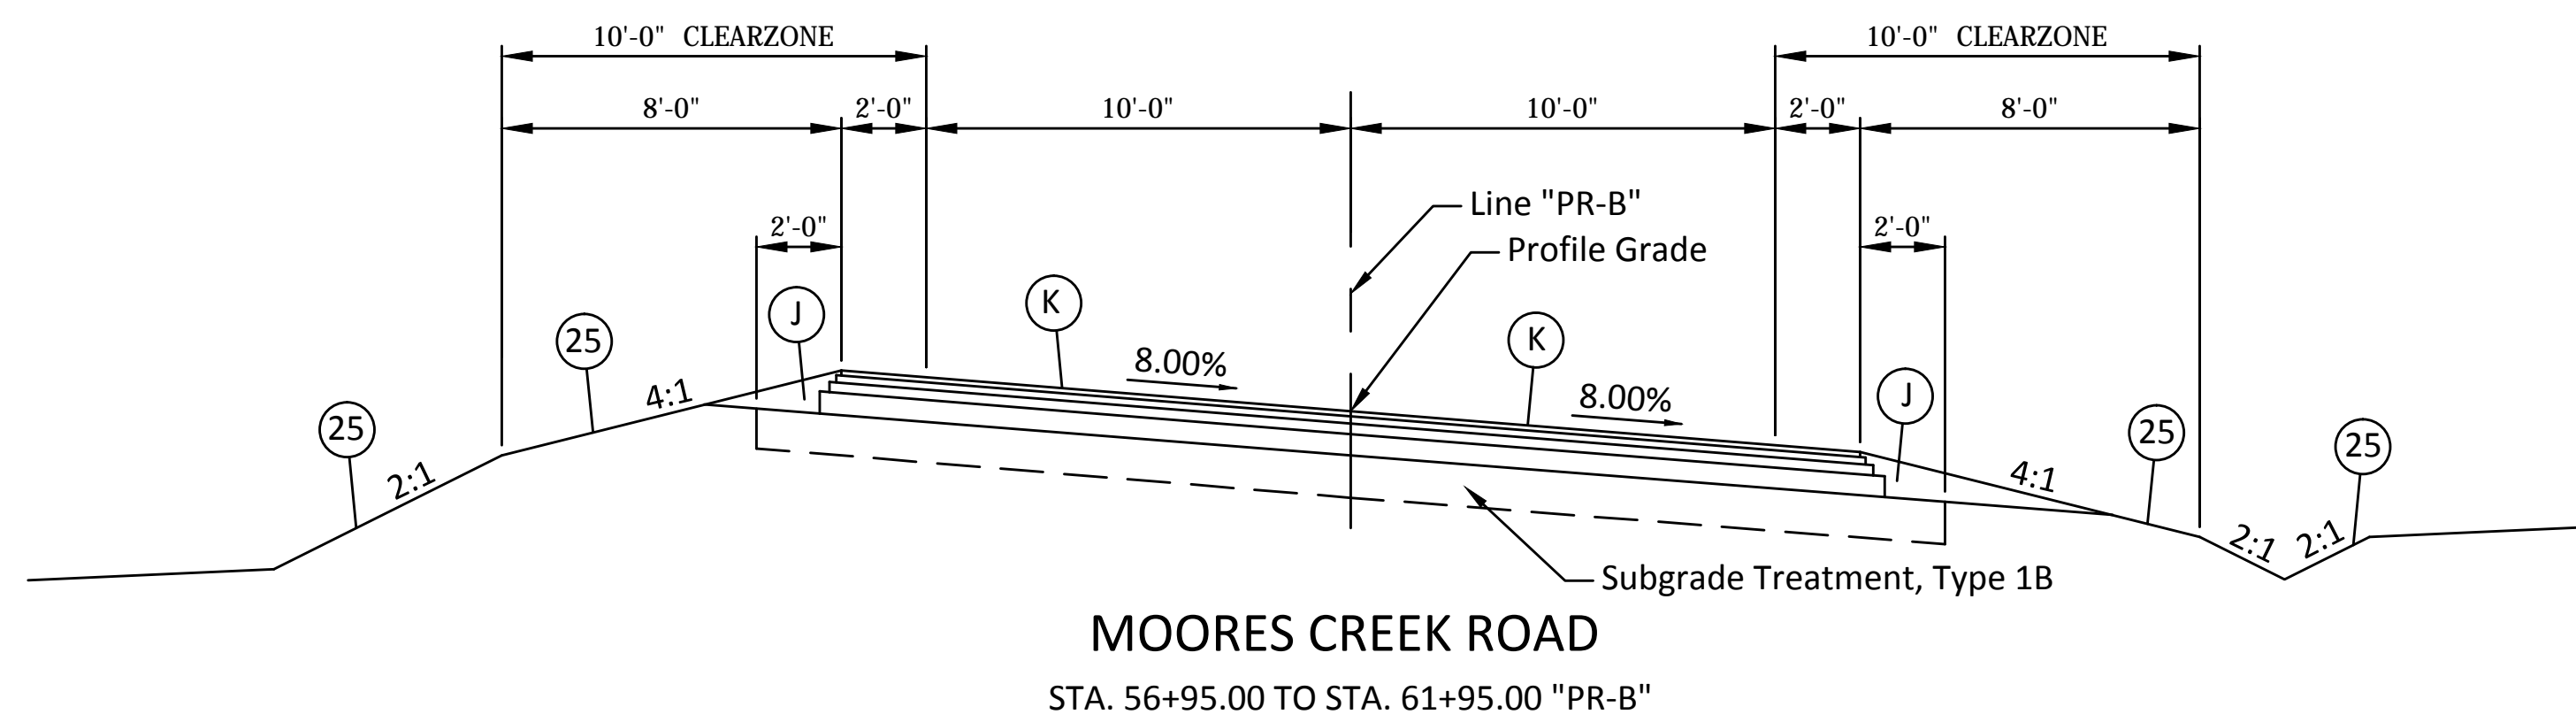 10'-0" CLEARZONE
10'-0" CLEARZONE
8'-0"
2'-0"
10'-0"
10'-0"
2'-0"
8'-0"
2'-0"
2'-0"
Line "PR-B"
Profile Grade
K
J
25
K
J
25
25
25
8.00%
8.00%
4:1
2:1
4:1
2:1
2:1
Subgrade Treatment, Type 1B
MOORES CREEK ROAD
STA. 56+95.00 TO STA. 61+95.00 "PR-B"